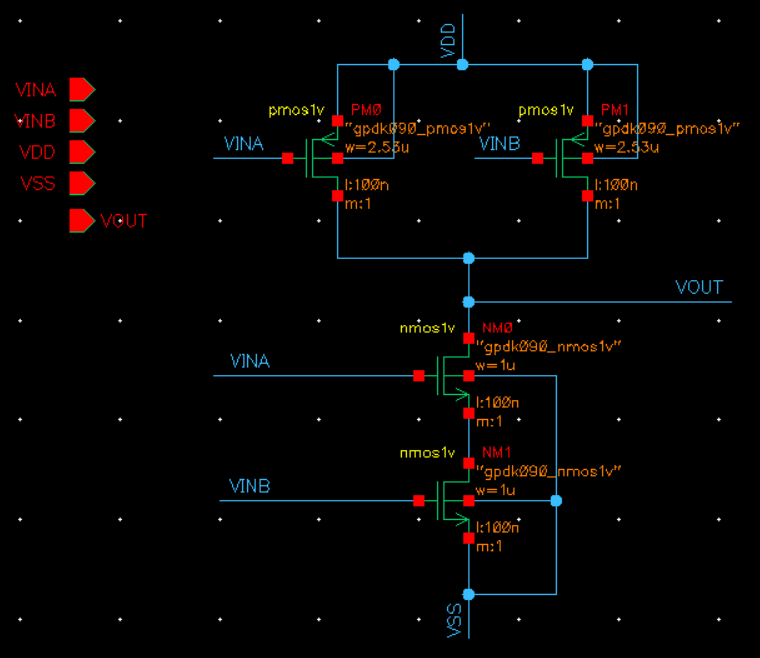 VDD
VINA
VINB
VDD
VSS
VOUT
pmos1v PM0
"gpdk090_pmos1v"
w=2.53u
VINA
l:100n
m:1
pmos1v PM1
"gpdk090_pmos1v"
w=2.53u
VINB
l:100n
m:1
VOUT
nmos1v NM0
"gpdk090_nmos1v"
w=1u
VINA
l:100n
m:1
nmos1v NM1
"gpdk090_nmos1v"
w=1u
VINB
l:100n
m:1
VSS